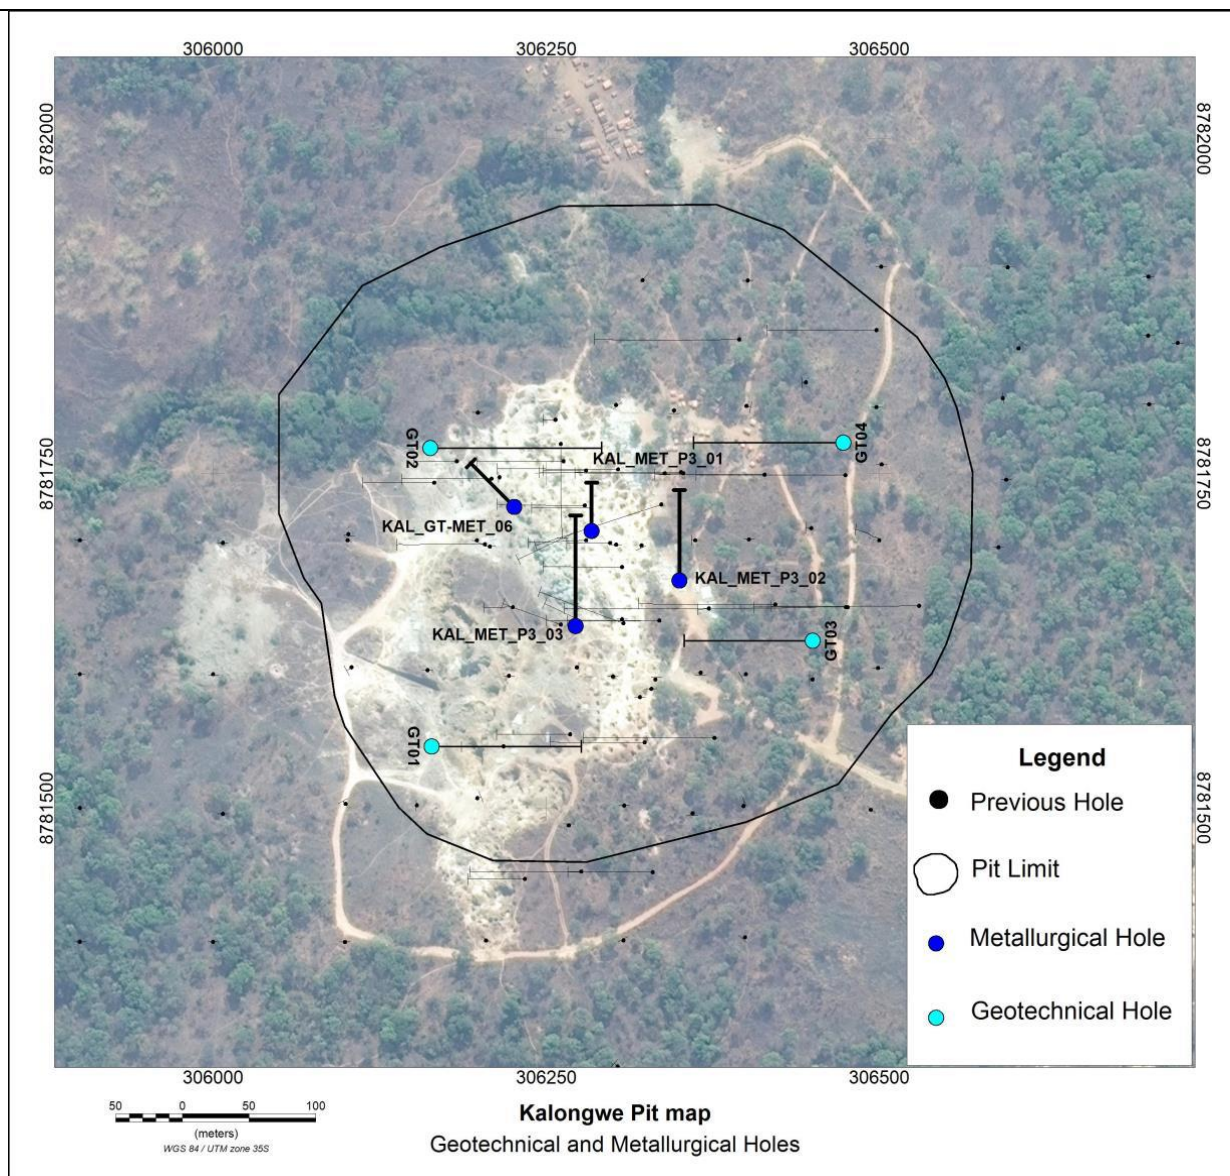 306000 306250 306500
8782000
8782000
GT02
GT04
KAL_MET_P3_01
8781750
8781750
KAL_GT-MET_06
KAL_MET_P3_02
KAL_MET_P3_03
GT03
GT01
8781500
8781500
Legend
Previous Hole
Pit Limit
Metallurgical Hole
Geotechnical Hole
306000 306250 306500
50 0 50 100
(meters)
WGS 84 / UTM zone 35S
Kalongwe Pit map
Geotechnical and Metallurgical Holes